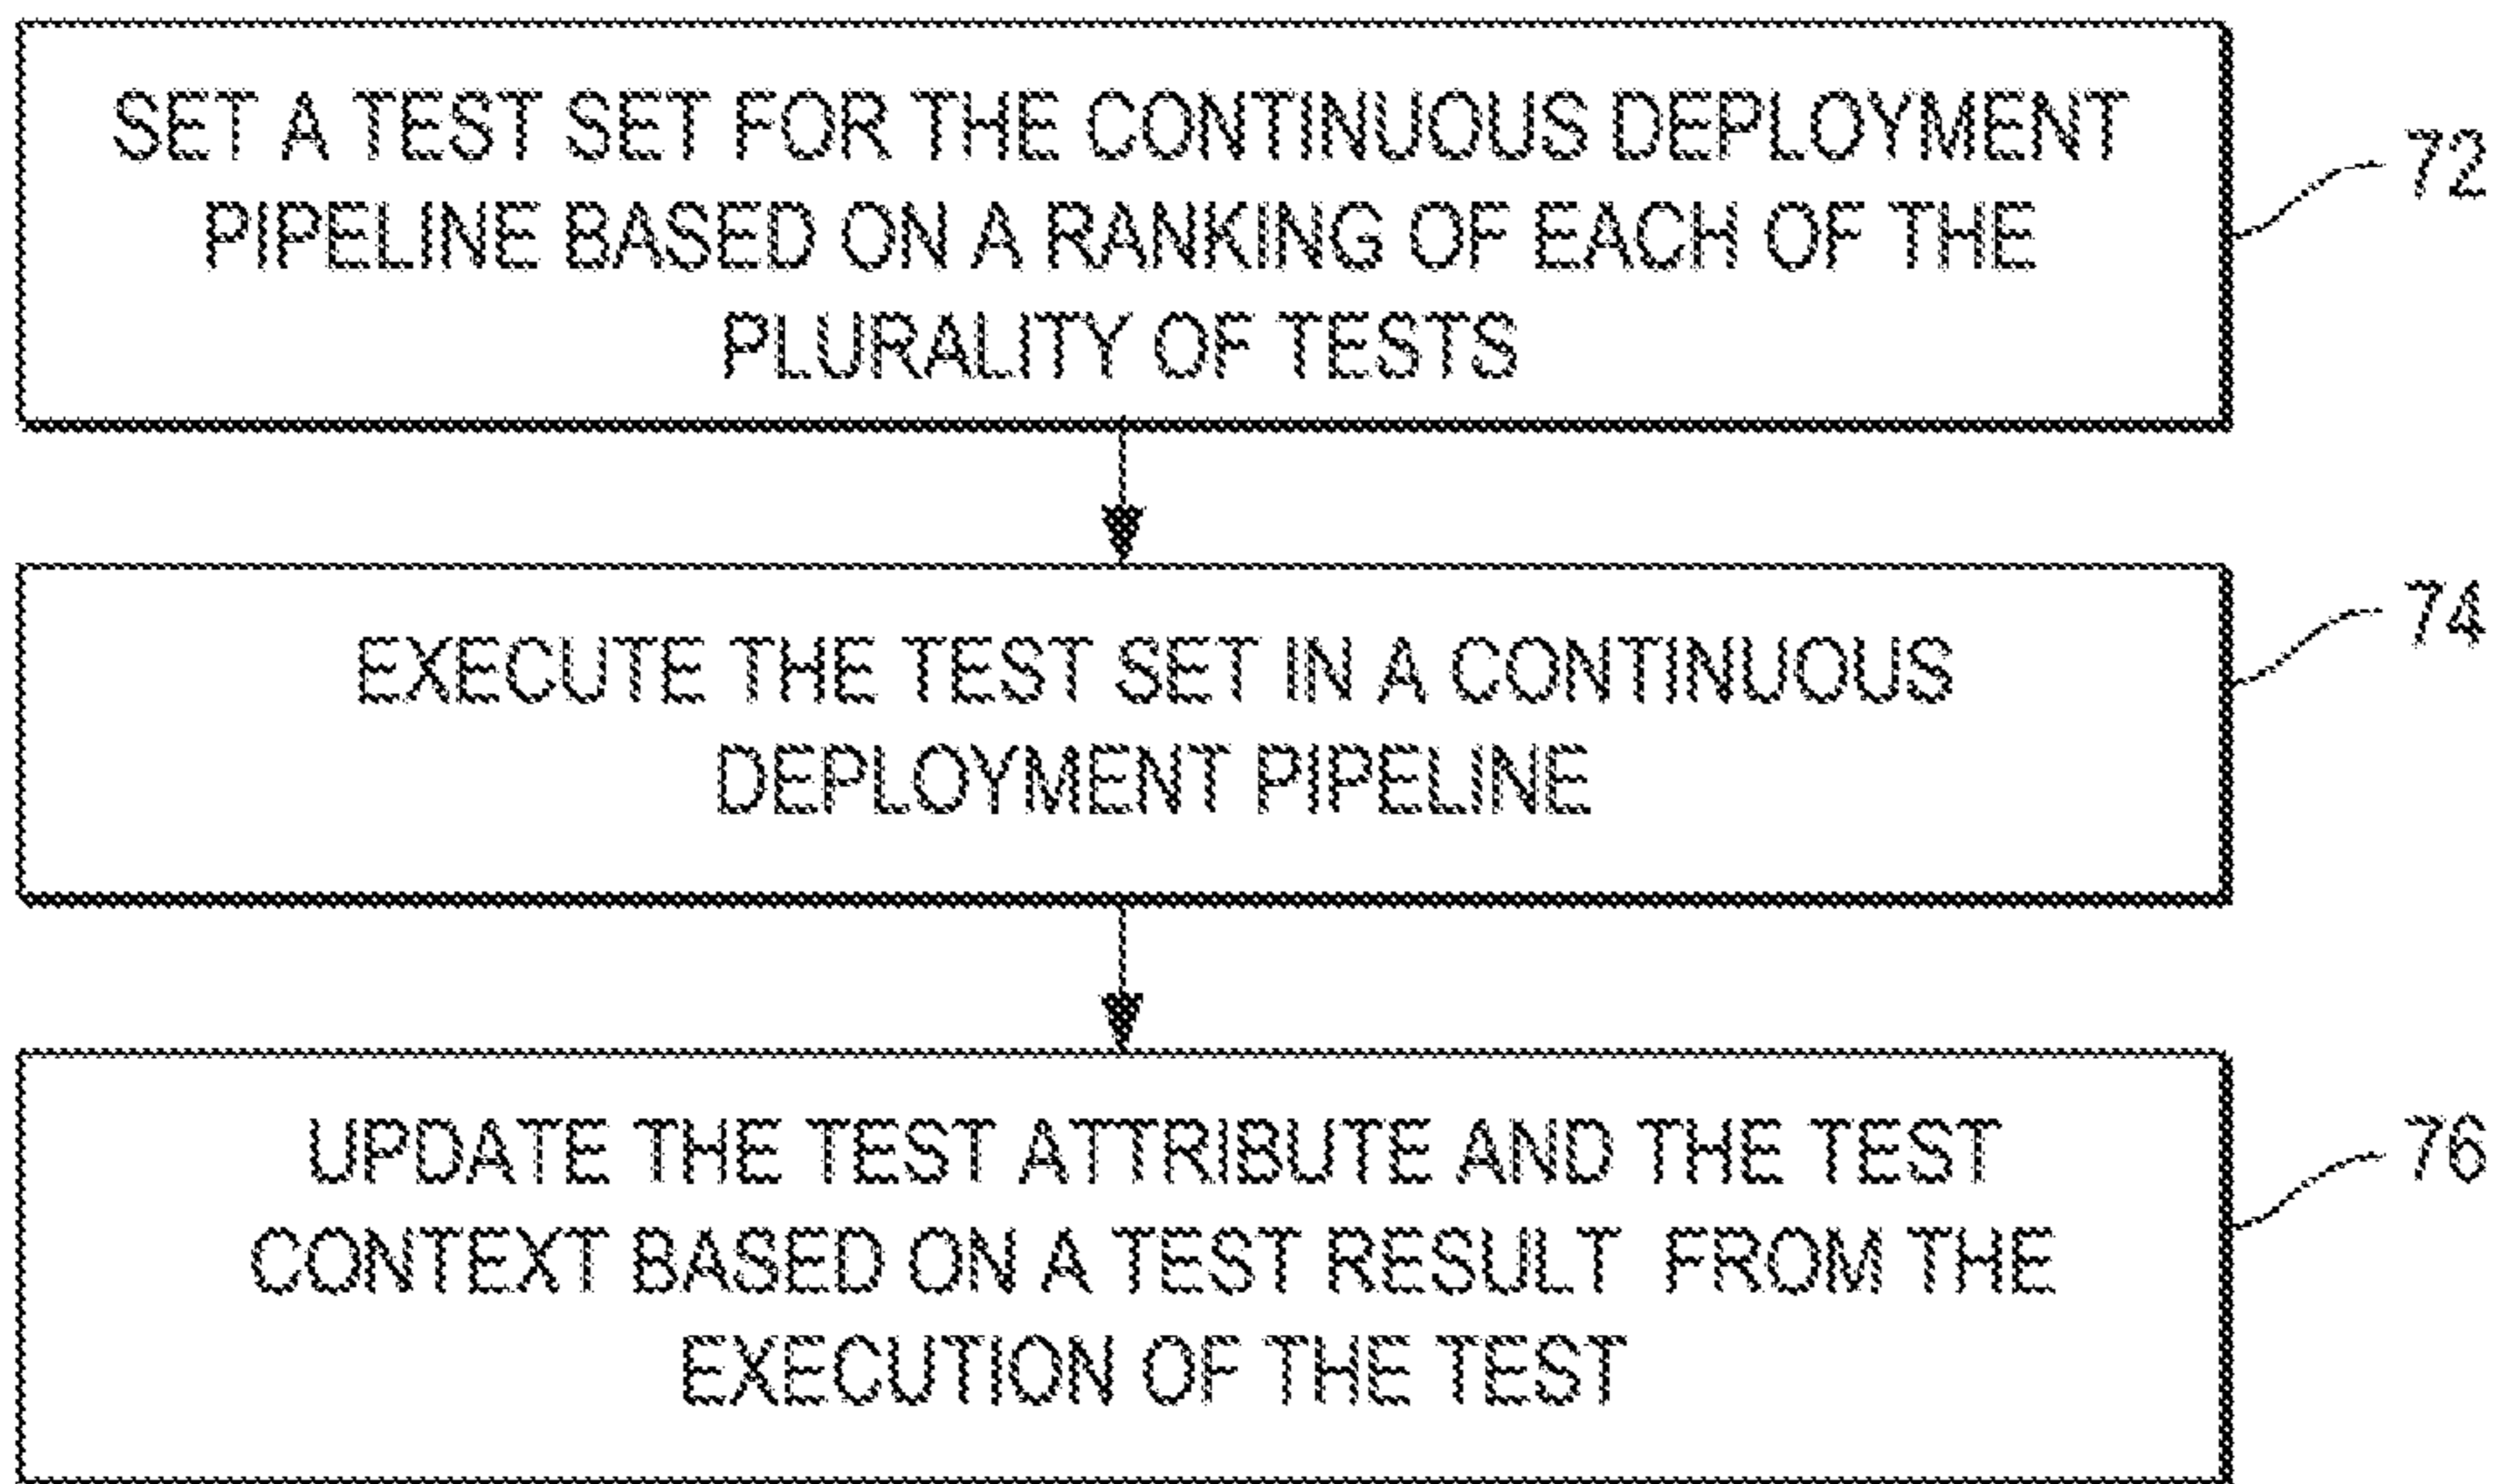 SET A TEST SET FOR THE CONTINUOUS DEPLOYMENT
PIPELINE BASED ON A RANKING OF EACH OF THE
PLURALITY OF TESTS
72
EXECUTE THE TEST SET IN A CONTINUOUS
DEPLOYMENT PIPELINE
74
UPDATE THE TEST ATTRIBUTE AND THE TEST
CONTEXT BASED ON A TEST RESULT FROM THE
EXECUTION OF THE TEST
76